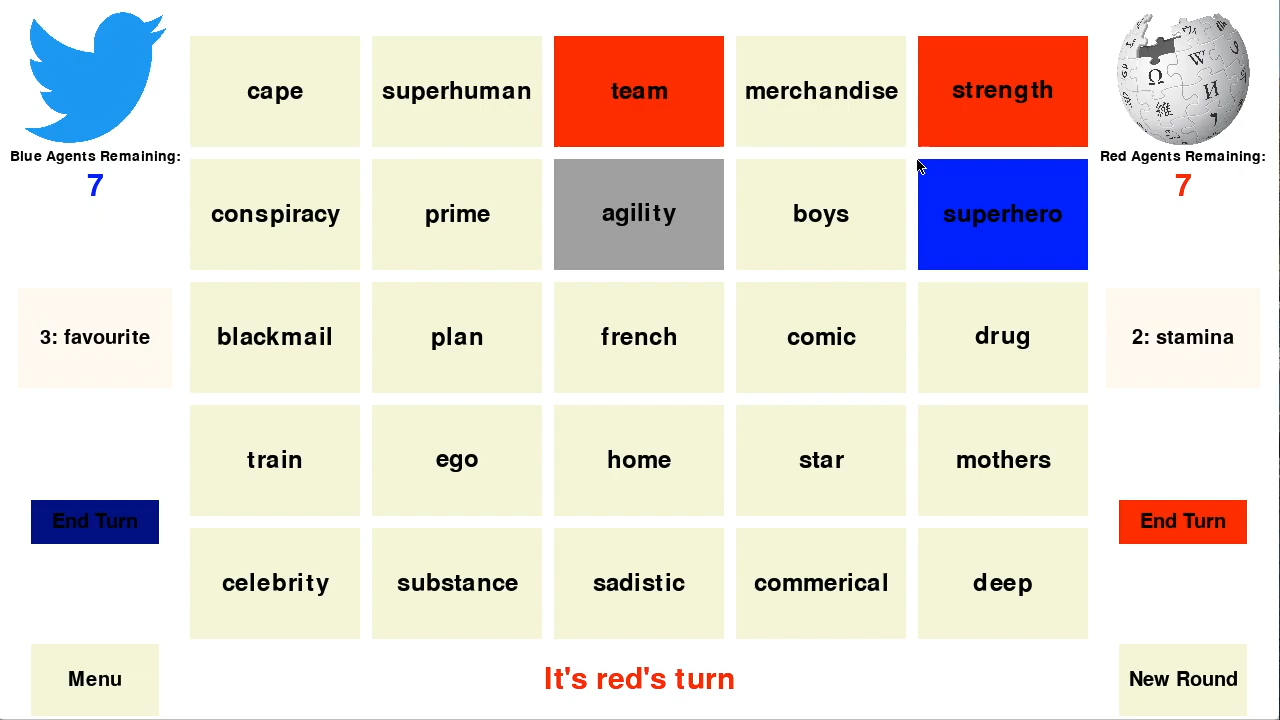 cape superhuman team merchandise strength
Blue Agents Remaining:
7
Red Agents Remaining:
7
conspiracy prime agility boys superhero
3: favourite
blackmail plan french comic drug
2: stamina
train ego home star mothers
End Turn
End Turn
celebrity substance sadistic commerical deep
Menu
It's red's turn
New Round